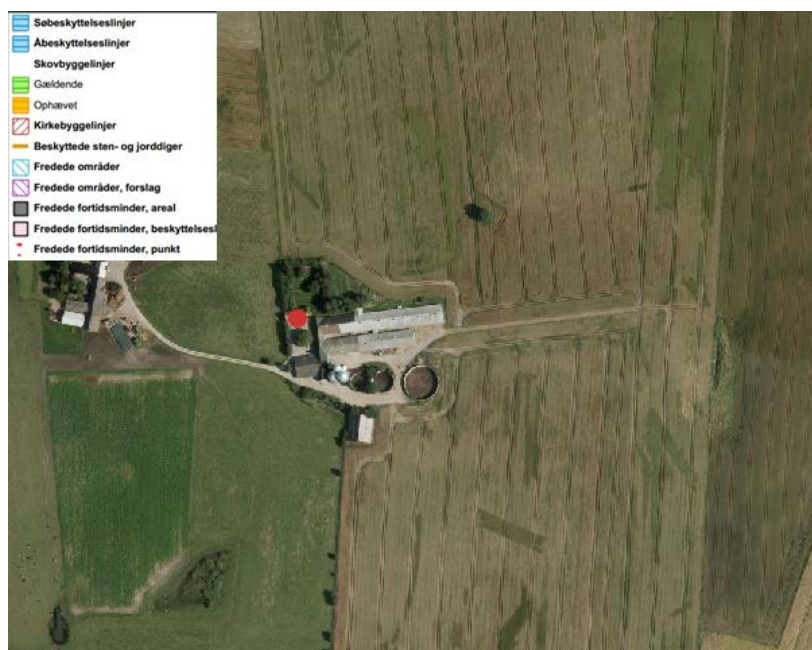 Søbeskyttelseslinjer
Åbeskyttelseslinjer
Skovbyggelinjer
Gældende
Ophævet
Kirkebyggelinjer
Beskyttede sten- og jorddiger
Fredede områder
Fredede områder, forslag
Fredede fortidsminder, areal
Fredede fortidsminder, beskyttelsesl
Fredede fortidsminder, punkt